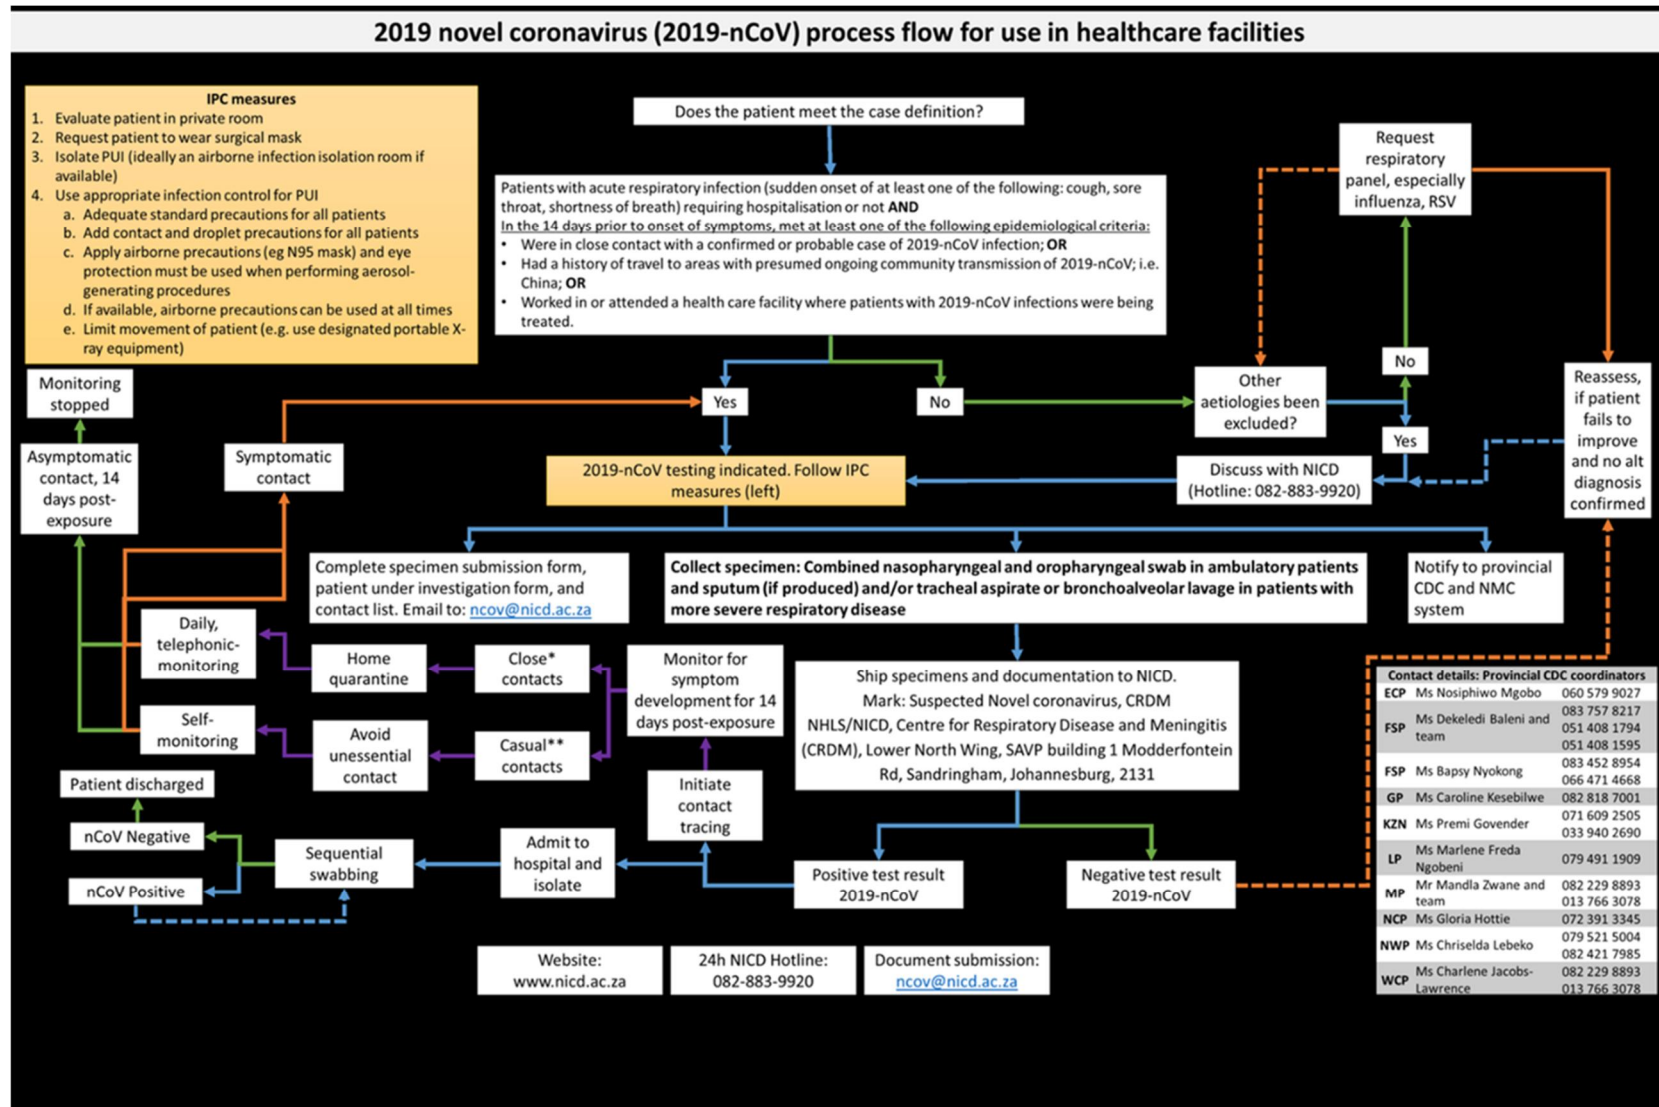 2019 novel coronavirus (2019-nCoV) process flow for use in healthcare facilities
IPC measures
1. Evaluate patient in private room
2. Request patient to wear surgical mask
3. Isolate PUI (ideally an airborne infection isolation room if
available)
4. Use appropriate infection control for PUI
a. Adequate standard precautions for all patients
b. Add contact and droplet precautions for all patients
c. Apply airborne precautions (eg N95 mask) and eye
protection must be used when performing aerosol-
generating procedures
d. If available, airborne precautions can be used at all times
e. Limit movement of patient (e.g. use designated portable X-
ray equipment)
Does the patient meet the case definition?
Patients with acute respiratory infection (sudden onset of at least one of the following: cough, sore
throat, shortness of breath) requiring hospitalisation or not AND
In the 14 days prior to onset of symptoms, met at least one of the following epidemiological criteria:
• Were in close contact with a confirmed or probable case of 2019-nCoV infection; OR
• Had a history of travel to areas with presumed ongoing community transmission of 2019-nCoV; i.e.
China; OR
• Worked in or attended a health care facility where patients with 2019-nCoV infections were being
treated.
Request
respiratory
panel, especially
influenza, RSV
Yes
No
Other
aetiologies been
excluded?
No
Yes
Reassess,
if patient
fails to
improve
and no alt
diagnosis
confirmed
Monitoring
stopped
Asymptomatic
contact, 14
days post-
exposure
Symptomatic
contact
2019-nCoV testing indicated. Follow IPC
measures (left)
Discuss with NICD
(Hotline: 082-883-9920)
Complete specimen submission form,
patient under investigation form, and
contact list. Email to: ncov@nicd.ac.za
Collect specimen: Combined nasopharyngeal and oropharyngeal swab in ambulatory patients
and sputum (if produced) and/or tracheal aspirate or bronchoalveolar lavage in patients with
more severe respiratory disease
Notify to provincial
CDC and NMC
system
Daily,
telephonic-
monitoring
Home
quarantine
Close*
contacts
Monitor for
symptom
development for 14
days post-exposure
Self-
monitoring
Avoid
unessential
contact
Casual**
contacts
Ship specimens and documentation to NICD.
Mark: Suspected Novel coronavirus, CRDM
NHLS/NICD, Centre for Respiratory Disease and Meningitis
(CRDM), Lower North Wing, SAVP building 1 Modderfontein
Rd, Sandringham, Johannesburg, 2131
Patient discharged
nCoV Negative
nCoV Positive
Sequential
swabbing
Admit to
hospital and
isolate
Initiate
contact
tracing
Positive test result
2019-nCoV
Negative test result
2019-nCoV
Contact details: Provincial CDC coordinators
ECP Ms Nosiphiwo Mgobo 060 579 9027
FSP Ms Dekeledi Baleni and
team
083 757 8217
051 408 1794
051 408 1595
FSP Ms Bapsy Nyokong 083 452 8954
066 471 4668
GP Ms Caroline Kesebilwe 082 818 7001
KZN Ms Premi Govender 071 609 2505
033 940 2690
LP Ms Marlene Freda
Ngobeni
079 491 1909
MP Mr Mandla Zwane and
team
082 229 8893
013 766 3078
NCP Ms Gloria Hottie 072 391 3345
NWP Ms Chriselda Lebeko 079 521 5004
082 421 7985
WCP Ms Charlene Jacobs-
Lawrence
082 229 8893
013 766 3078
Website:
www.nicd.ac.za
24h NICD Hotline:
082-883-9920
Document submission:
ncov@nicd.ac.za